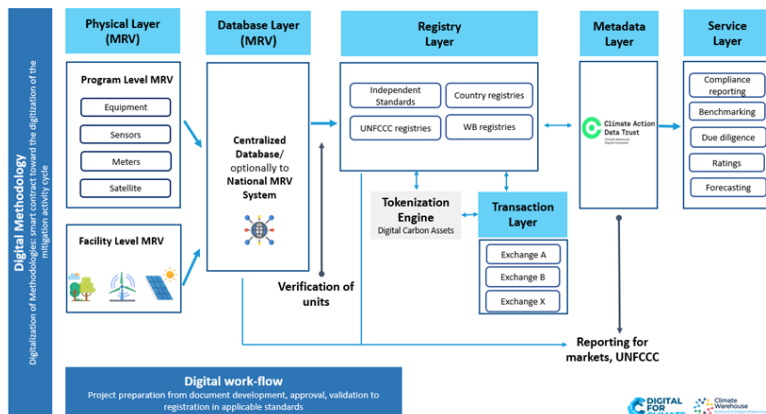 Physical Layer
(MRV)
Database Layer
(MRV)
Registry
Layer
Metadata
Layer
Service
Layer
Digital Methodology
Digitalization of Methodologies: smart contract toward the digitization of the
mitigation activity cycle
Program Level MRV
Equipment
Sensors
Meters
Satellite
Facility Level MRV
Centralized
Database/
optionally to
National MRV
System
Verification of
units
Independent
Standards
Country registries
UNFCCC registries
WB registries
Tokenization
Engine
Digital Carbon Assets
Transaction
Layer
Exchange A
Exchange B
Exchange X
Climate Action
Data Trust
Compliance
reporting
Benchmarking
Due diligence
Ratings
Forecasting
Reporting for
markets, UNFCCC
Digital work-flow
Project preparation from document development, approval, validation to
registration in applicable standards
DIGITAL
FOR CLIMATE
Climate
Warehouse